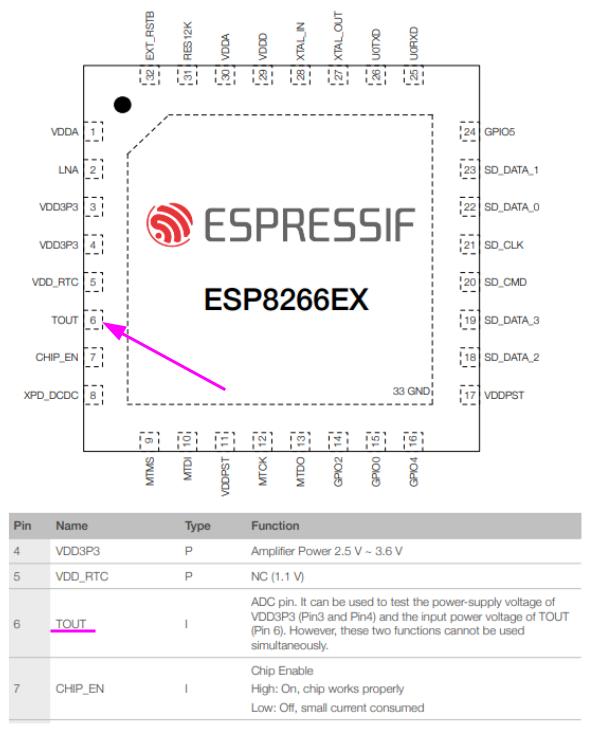 EXT_RSTB
RES12K
VDDA
VDDD
XTAL_IN
XTAL_OUT
U0TXD
U0RXD
32
31
30
29
28
27
26
25
VDDA 1
LNA 2
VDD3P3 3
VDD3P3 4
VDD_RTC 5
TOUT 6
CHIP_EN 7
XPD_DCDC 8
24 GPIO5
23 SD_DATA_1
22 SD_DATA_0
21 SD_CLK
20 SD_CMD
19 SD_DATA_3
18 SD_DATA_2
17 VDDPST
ESPRESSIF
ESP8266EX
33 GND
9
10
11
12
13
14
15
16
MTMS
MTDI
VDDPST
MTCK
MTDO
GPIO2
GPIO0
GPIO4
Pin Name Type Function
4 VDD3P3 P Amplifier Power 2.5 V ~ 3.6 V
5 VDD_RTC P NC (1.1 V)
6 TOUT I ADC pin. It can be used to test the power-supply voltage of
VDD3P3 (Pin3 and Pin4) and the input power voltage of TOUT
(Pin 6). However, these two functions cannot be used
simultaneously.
7 CHIP_EN I Chip Enable
High: On, chip works properly
Low: Off, small current consumed